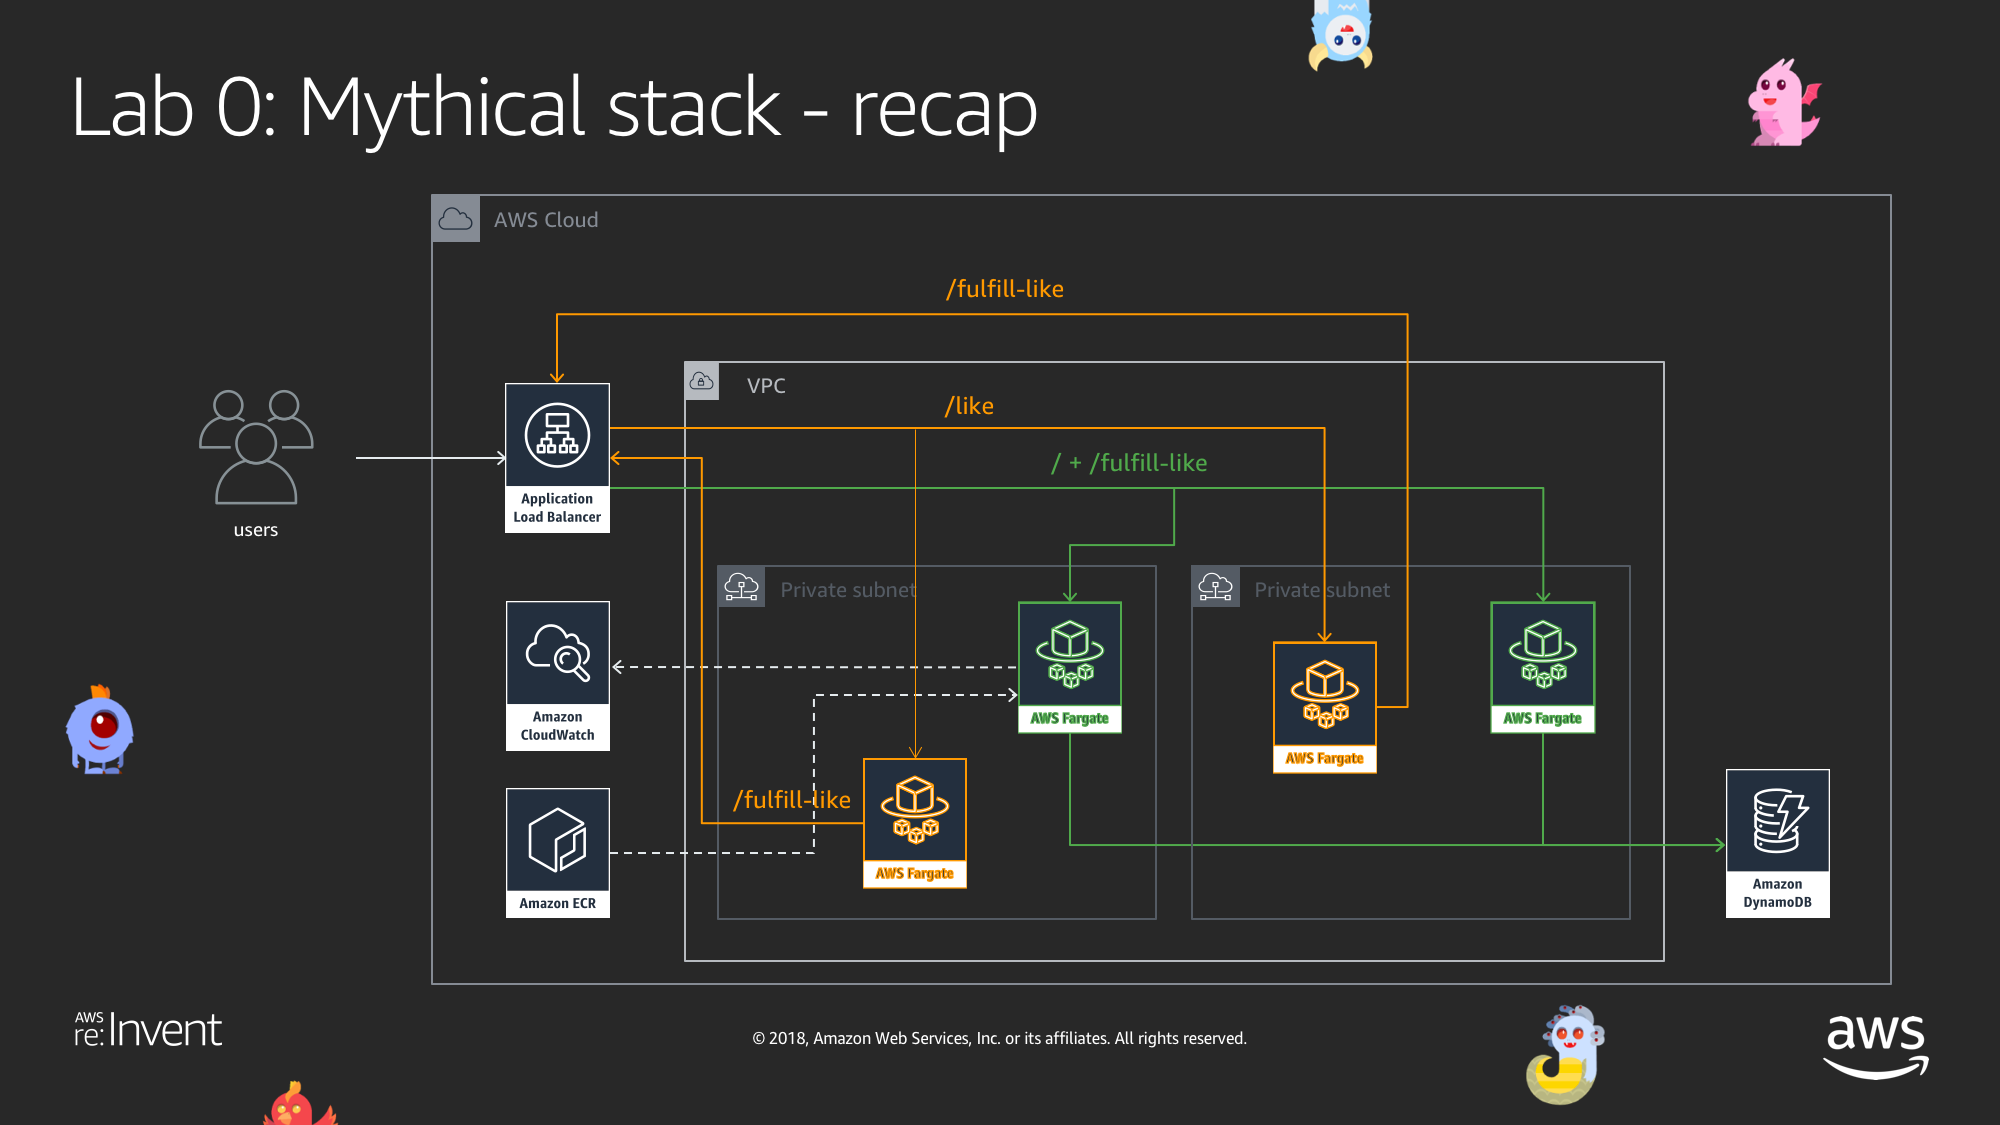 Lab 0: Mythical stack - recap
AWS Cloud
/fulfill-like
VPC
/like
/ + /fulfill-like
Application
Load Balancer
users
Private subnet
Private subnet
Amazon
CloudWatch
AWS Fargate
AWS Fargate
AWS Fargate
/fulfill-like
AWS Fargate
Amazon
DynamoDB
Amazon ECR
AWS
re:Invent
© 2018, Amazon Web Services, Inc. or its affiliates. All rights reserved.
aws